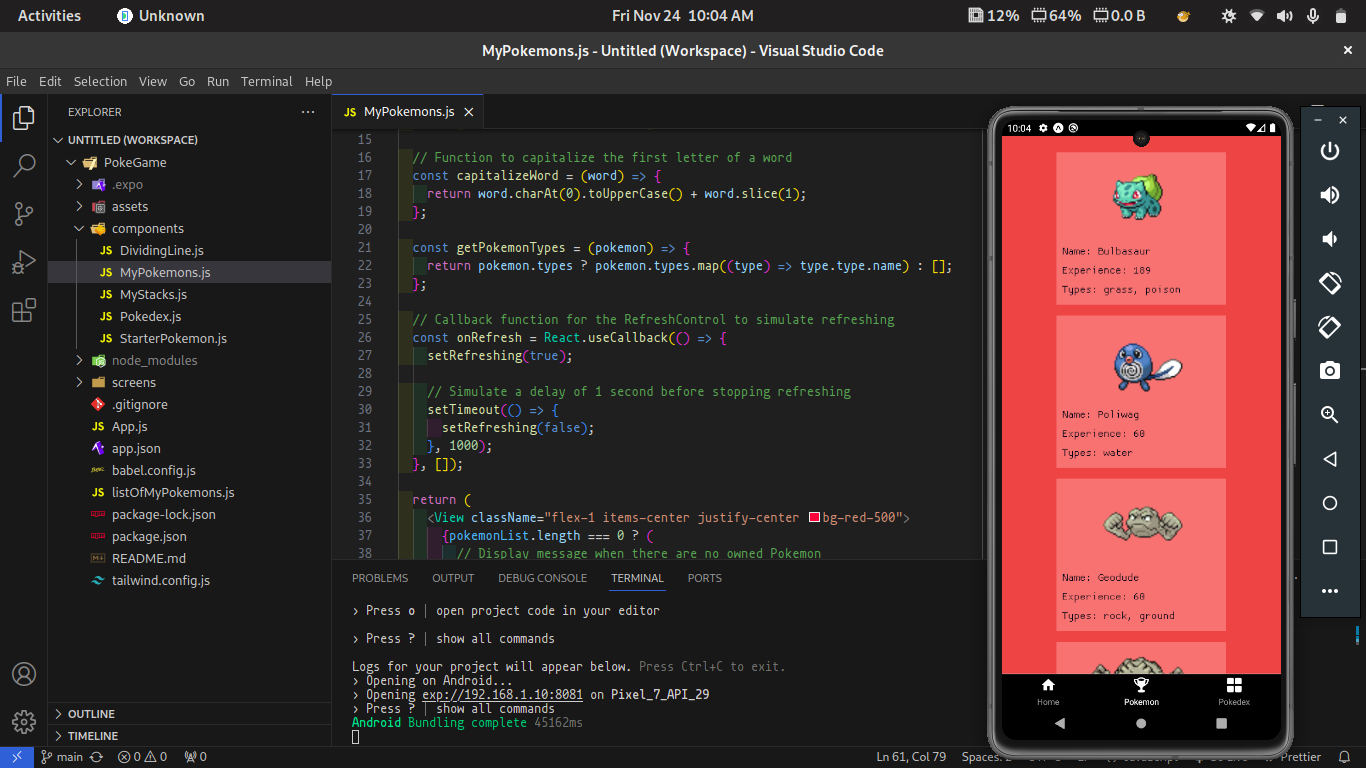 Activities
Unknown
Fri Nov 24 10:04 AM
12%
64%
0.0 B
MyPokemons.js - Untitled (Workspace) - Visual Studio Code
File Edit Selection View Go Run Terminal Help
EXPLORER
UNTITLED (WORKSPACE)
PokeGame
.expo
assets
components
JS DividingLine.js
JS MyPokemons.js
JS MyStacks.js
JS Pokedex.js
JS StarterPokemon.js
node_modules
screens
.gitignore
JS App.js
app.json
babel.config.js
JS listOfMyPokemons.js
package-lock.json
package.json
README.md
tailwind.config.js
OUTLINE
TIMELINE
JS MyPokemons.js
15
16 // Function to capitalize the first letter of a word
17 const capitalizeWord = (word) => {
18 return word.charAt(0).toUpperCase() + word.slice(1);
19 };
20
21 const getPokemonTypes = (pokemon) => {
22 return pokemon.types ? pokemon.types.map((type) => type.type.name) : [];
23 };
24
25 // Callback function for the RefreshControl to simulate refreshing
26 const onRefresh = React.useCallback(() => {
27 setRefreshing(true);
28
29 // Simulate a delay of 1 second before stopping refreshing
30 setTimeout(() => {
31 setRefreshing(false);
32 }, 1000);
33 }, []);
34
35 return (
36 <View className="flex-1 items-center justify-center bg-red-500">
37 {pokemonList.length === 0 ? (
38 // Display message when there are no owned Pokemon
PROBLEMS OUTPUT DEBUG CONSOLE TERMINAL PORTS
› Press o | open project code in your editor
› Press ? | show all commands
Logs for your project will appear below. Press Ctrl+C to exit.
› Opening on Android...
› Opening exp://192.168.1.10:8081 on Pixel_7_API_29
› Press ? | show all commands
Android Bundling complete 45162ms
10:04
Name: Bulbasaur
Experience: 189
Types: grass, poison
Name: Poliwag
Experience: 60
Types: water
Name: Geodude
Experience: 60
Types: rock, ground
Home Pokemon Pokedex
main
0 0
0
Ln 61, Col 79
Prettier